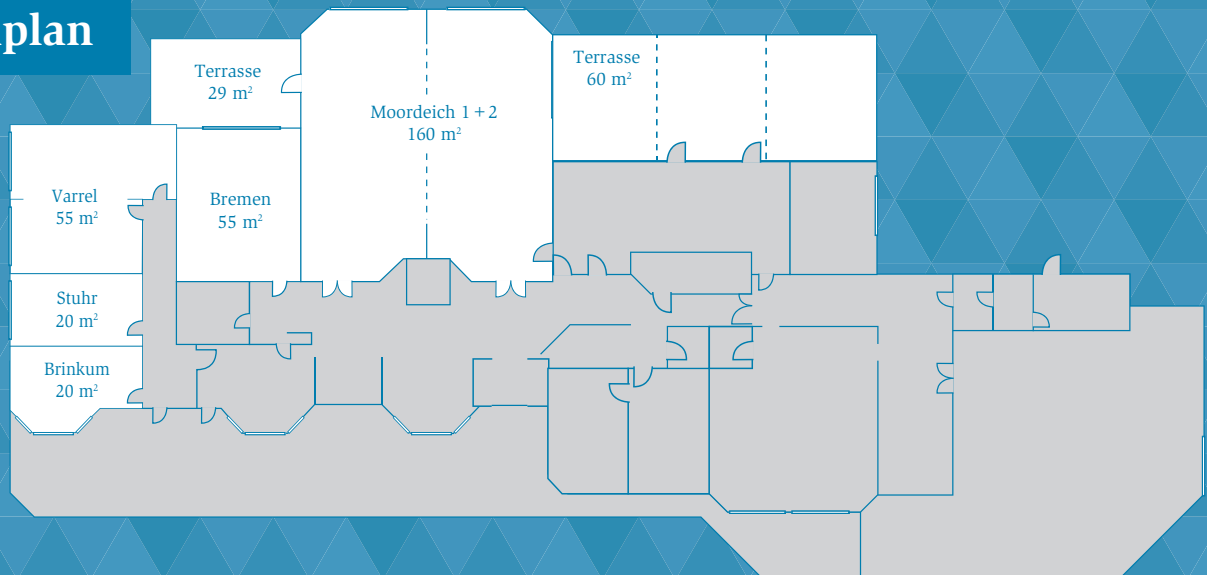 plan
Terrasse
29 m²
Moordeich 1 + 2
160 m²
Terrasse
60 m²
Varrel
55 m²
Bremen
55 m²
Stuhr
20 m²
Brinkum
20 m²